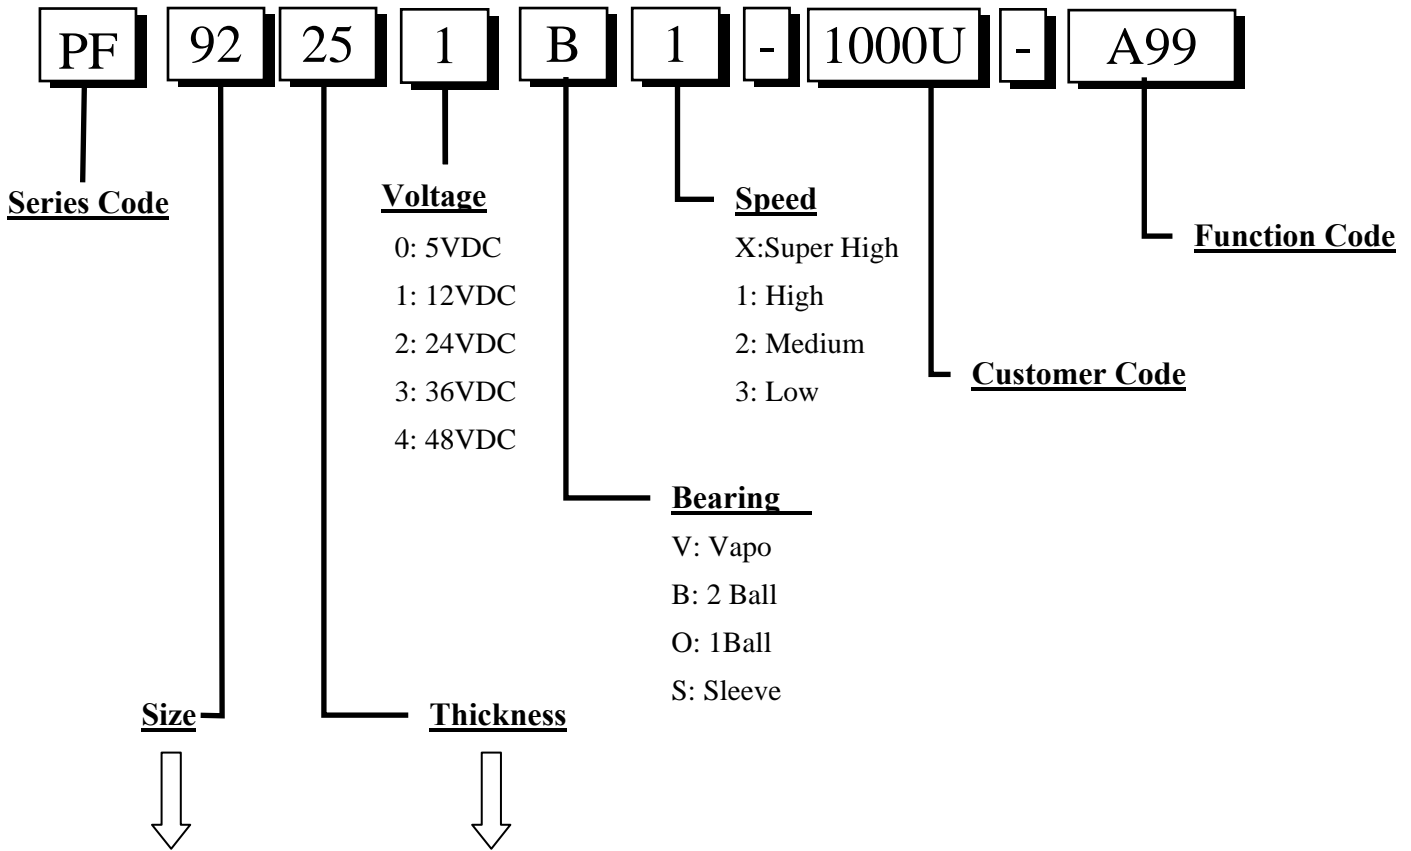 PF 92 25 1 B 1 - 1000U - A99
Series Code
Voltage
0: 5VDC
1: 12VDC
2: 24VDC
3: 36VDC
4: 48VDC
Speed
X:Super High
1: High
2: Medium
3: Low
Function Code
Customer Code
Bearing
V: Vapo
B: 2 Ball
O: 1Ball
S: Sleeve
Size
Thickness